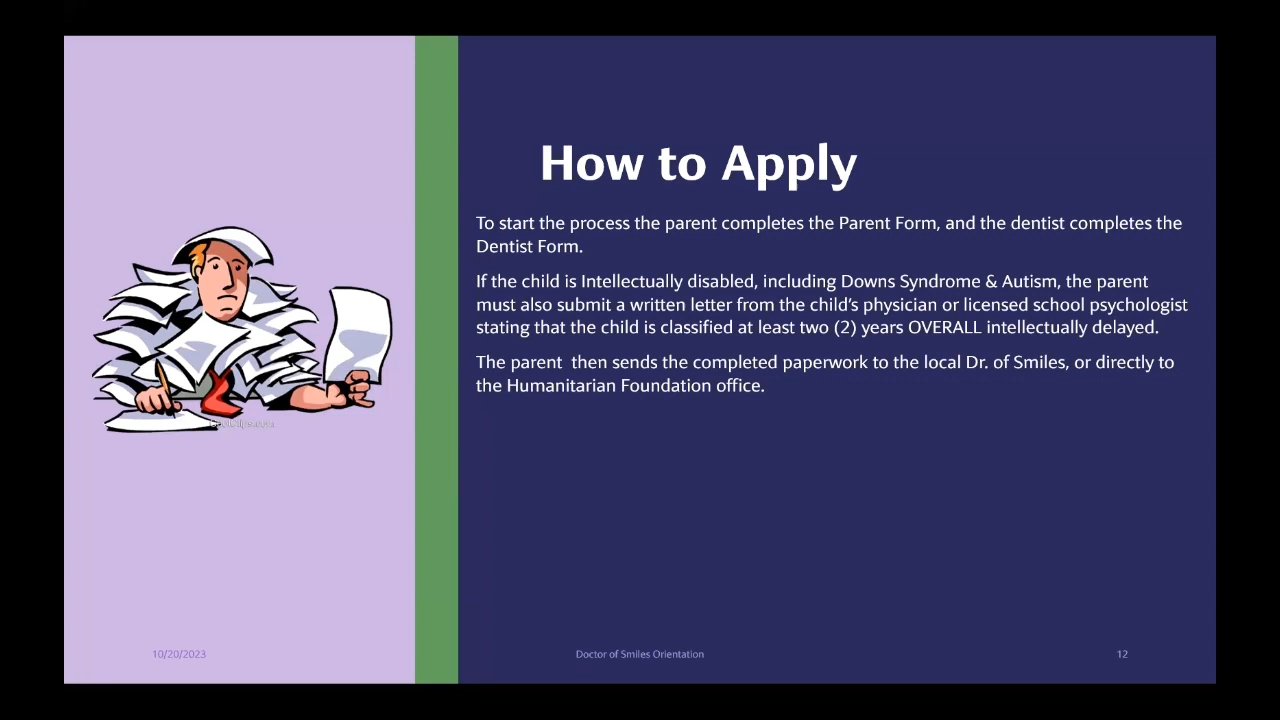 How to Apply
To start the process the parent completes the Parent Form, and the dentist completes the
Dentist Form.
If the child is Intellectually disabled, including Downs Syndrome & Autism, the parent
must also submit a written letter from the child's physician or licensed school psychologist
stating that the child is classified at least two (2) years OVERALL intellectually delayed.
The parent  then sends the completed paperwork to the local Dr. of Smiles, or directly to
the Humanitarian Foundation office.
10/20/2023
Doctor of Smiles Orientation
12